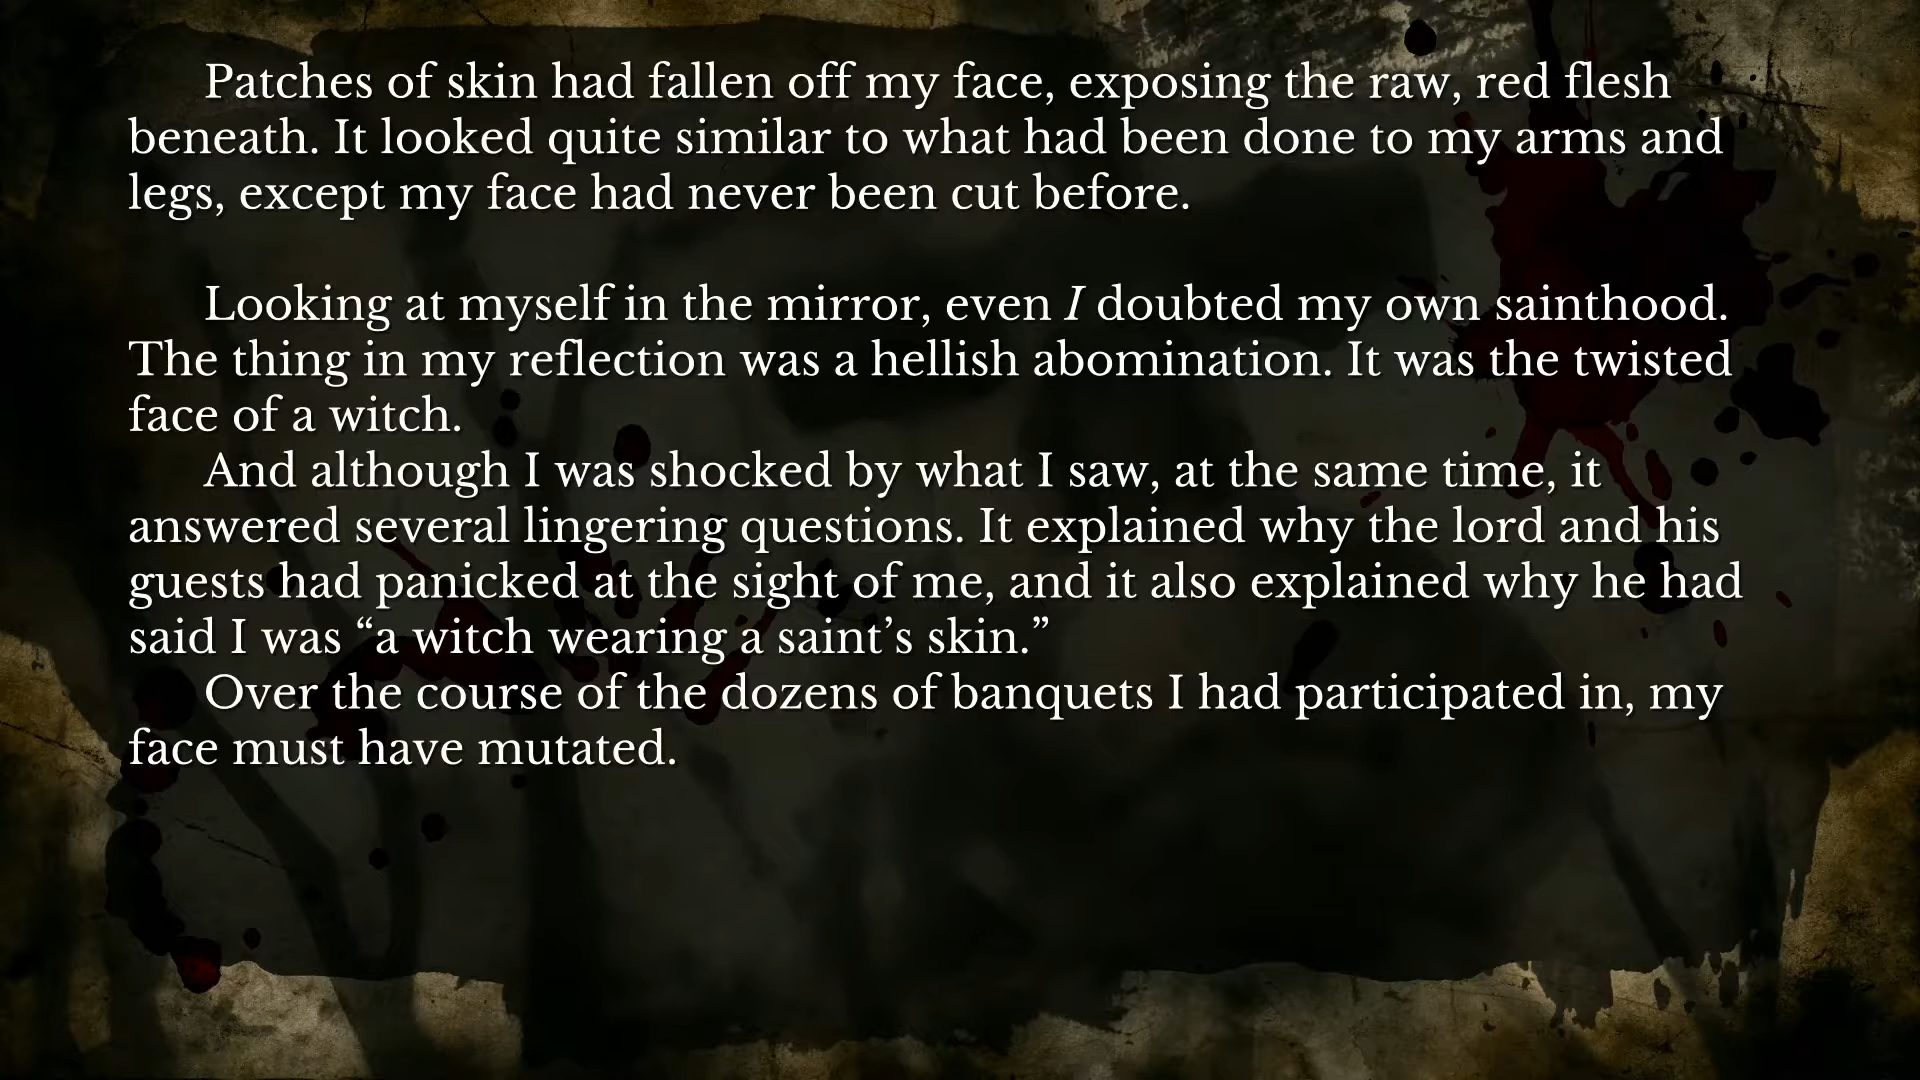 Patches of skin had fallen off my face, exposing the raw, red flesh
beneath. It looked quite similar to what had been done to my arms and
legs, except my face had never been cut before.
Looking at myself in the mirror, even I doubted my own sainthood.
The thing in my reflection was a hellish abomination. It was the twisted
face of a witch.
And although I was shocked by what I saw, at the same time, it
answered several lingering questions. It explained why the lord and his
guests had panicked at the sight of me, and it also explained why he had
said I was “a witch wearing a saint’s skin.”
Over the course of the dozens of banquets I had participated in, my
face must have mutated.